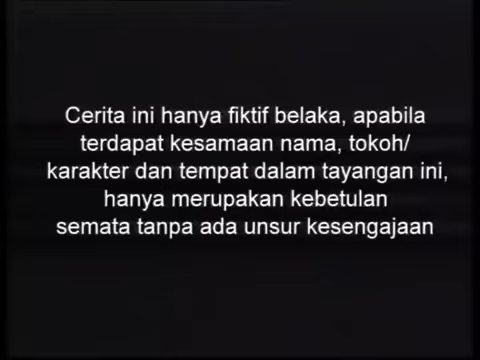 Cerita ini hanya fiktif belaka, apabila
terdapat kesamaan nama, tokoh/
karakter dan tempat dalam tayangan ini,
hanya merupakan kebetulan
semata tanpa ada unsur kesengajaan